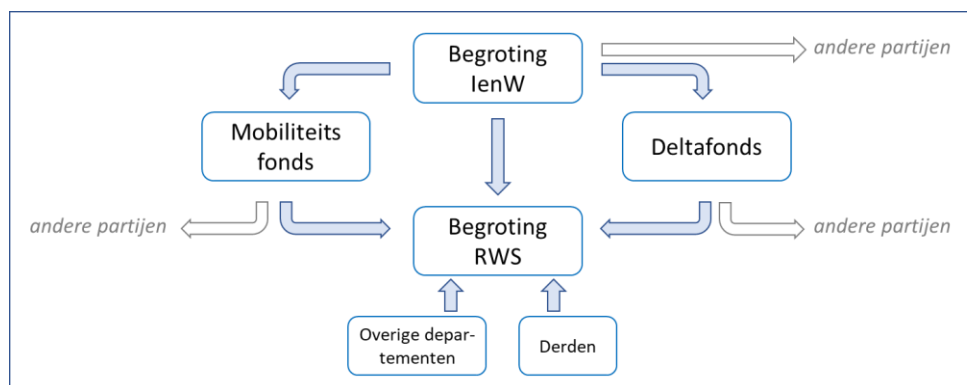 Begroting
IenW
andere partijen
Mobiliteits
fonds
Deltafonds
andere partijen
Begroting
RWS
andere partijen
Overige depar-
tementen
Derden